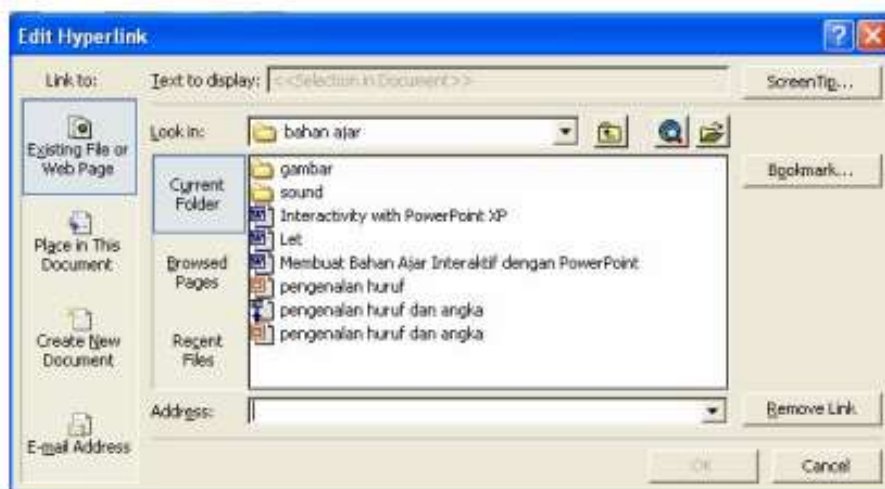 Edit Hyperlink
Link to:
Text to display: <<Selection in Document>>
ScreenTip...
Existing File or
Web Page
Look in:
bahan ajar
Bookmark...
Current
Folder
gambar
sound
Interactivity with PowerPoint XP
Let
Membuat Bahan Ajar Interaktif dengan PowerPoint
pengenalan huruf
pengenalan huruf dan angka
pengenalan huruf dan angka
Place in This
Document
Browsed
Pages
Create New
Document
Recent
Files
Address:
Remove Link
E-mail Address
OK
Cancel